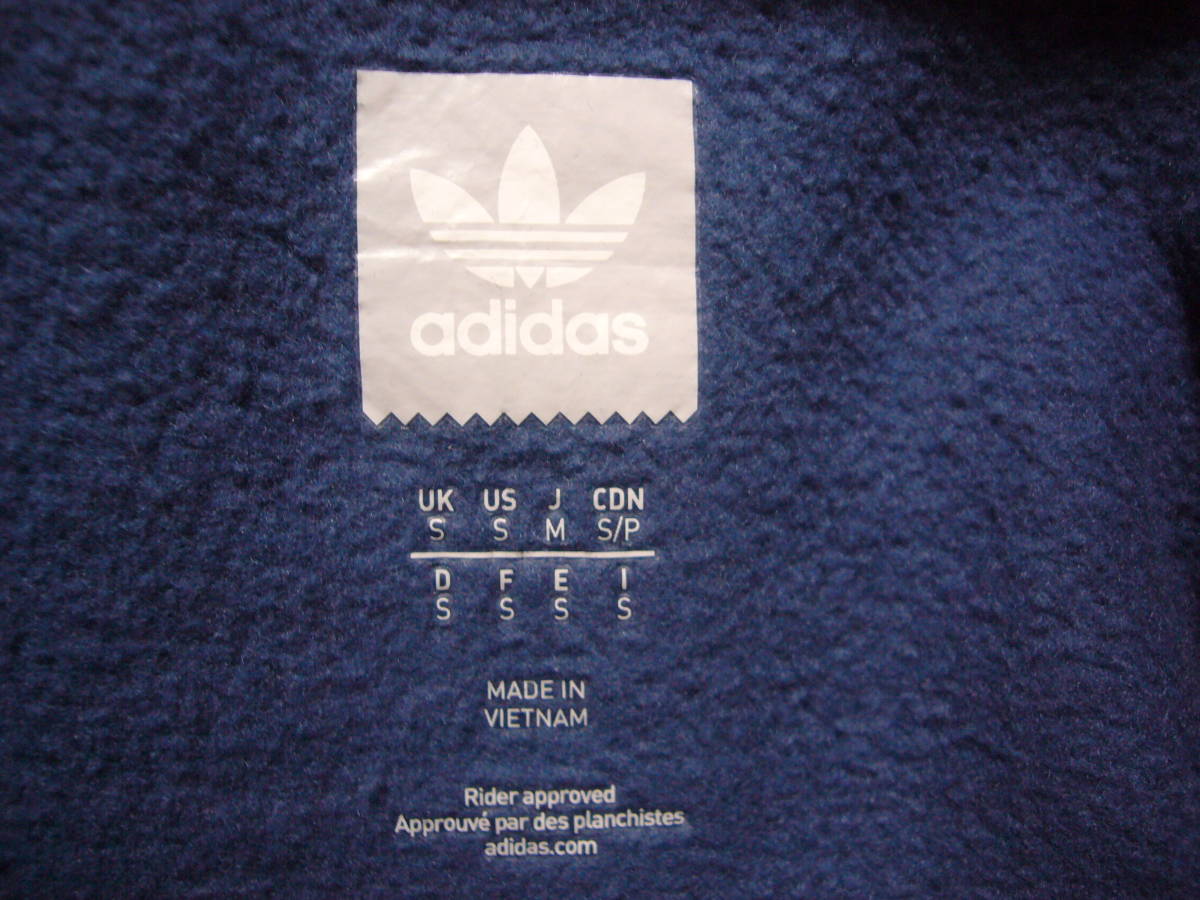 adidas
UK US J CDN
S S M S/P
D F E I
S S S S
MADE IN
VIETNAM
Rider approved
Approuvé par des planchistes
adidas.com